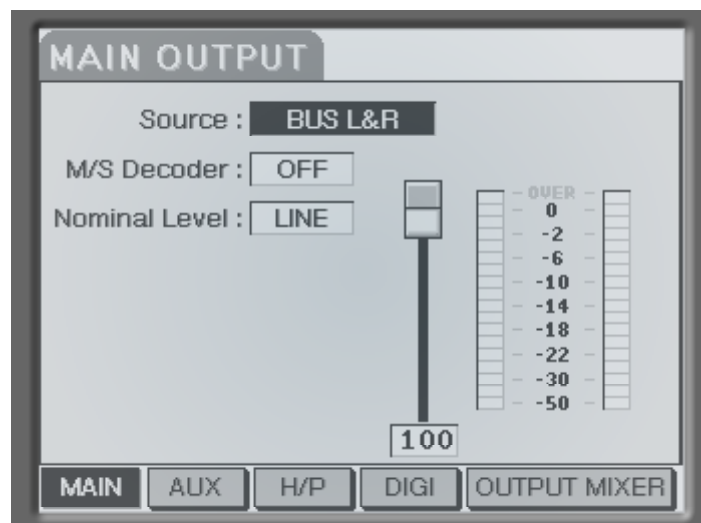 MAIN OUTPUT
Source : BUS L&R
M/S Decoder : OFF
Nominal Level : LINE
- OVER -
0
-2
-6
-10
-14
-18
-22
-30
-50
100
MAIN AUX H/P DIGI OUTPUT MIXER